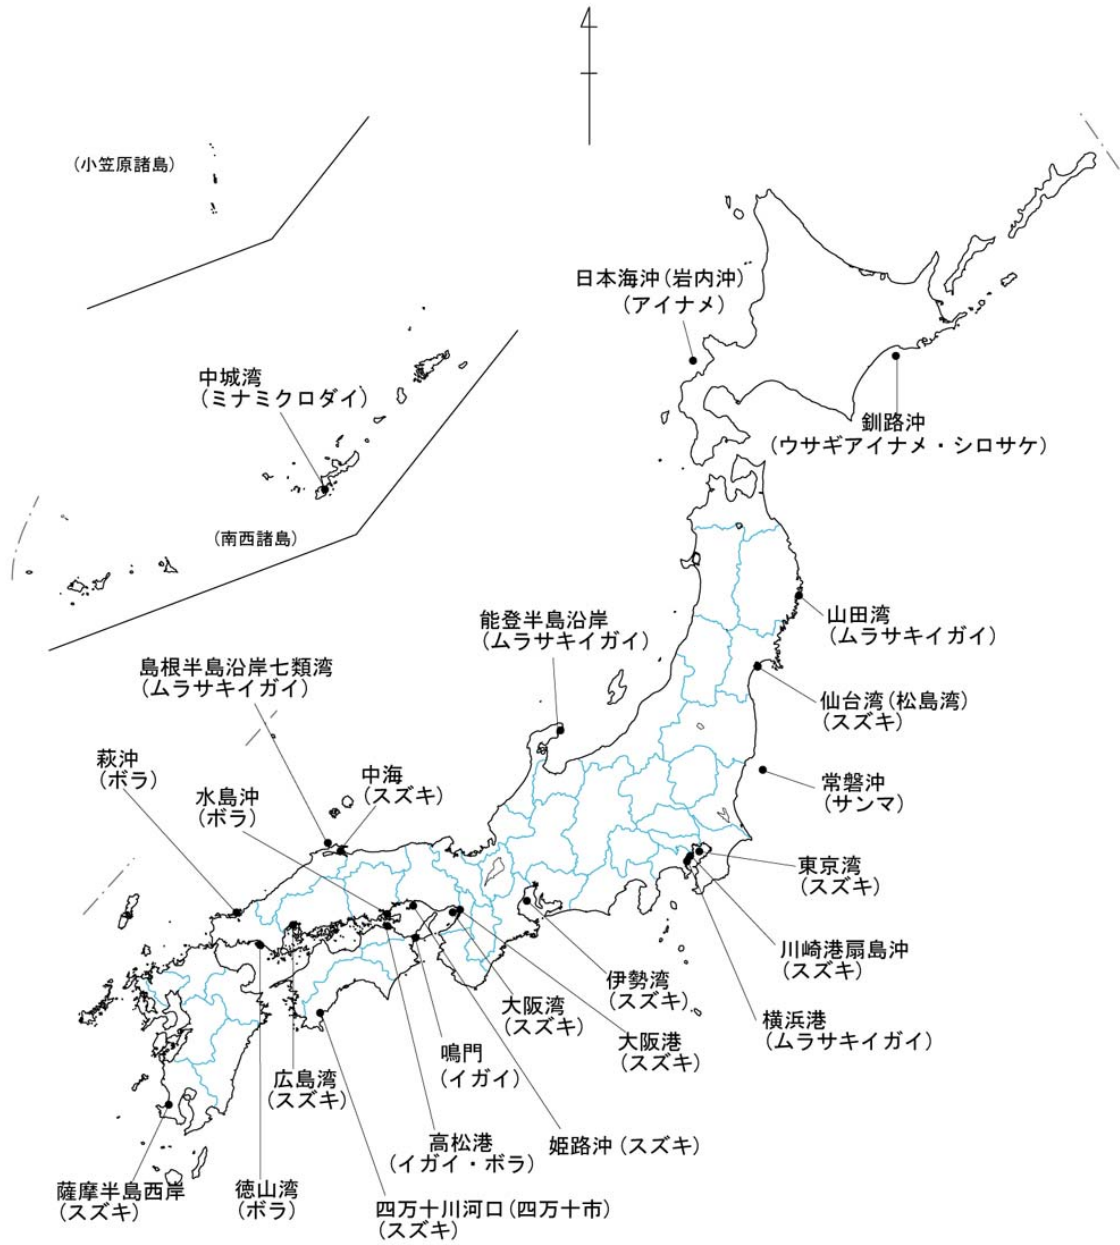 (小笠原諸島)
日本海沖(岩内沖)
(アイナメ)
中城湾
(ミナミクロダイ)
釧路沖
(ウサギアイナメ・シロサケ)
(南西諸島)
能登半島沿岸
(ムラサキイガイ)
山田湾
(ムラサキイガイ)
島根半島沿岸七類湾
(ムラサキイガイ)
仙台湾(松島湾)
(スズキ)
萩沖
(ボラ)
中海
(スズキ)
水島沖
(ボラ)
常磐沖
(サンマ)
東京湾
(スズキ)
川崎港扇島沖
(スズキ)
伊勢湾
(スズキ)
大阪湾
(スズキ)
横浜港
(ムラサキイガイ)
大阪港
(スズキ)
鳴門
(イガイ)
広島湾
(スズキ)
高松港
(イガイ・ボラ)
姫路沖(スズキ)
薩摩半島西岸
(スズキ)
徳山湾
(ボラ)
四万十川河口(四万十市)
(スズキ)